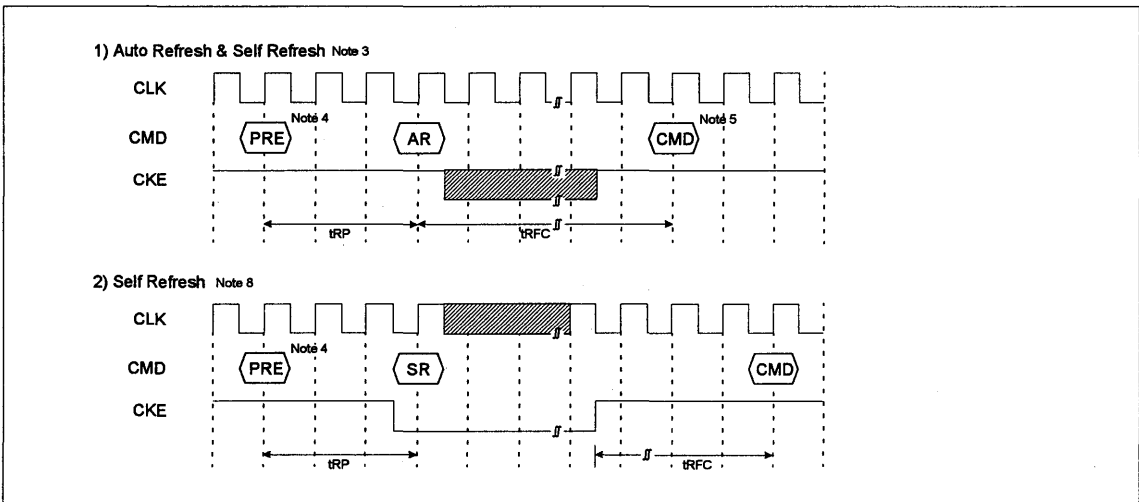 1) Auto Refresh & Self Refresh Note 3
CLK
CMD PRE Note 4 AR CMD Note 5
CKE
tRP tRFC
2) Self Refresh Note 8
CLK
CMD PRE Note 4 SR CMD
CKE
tRP tRFC